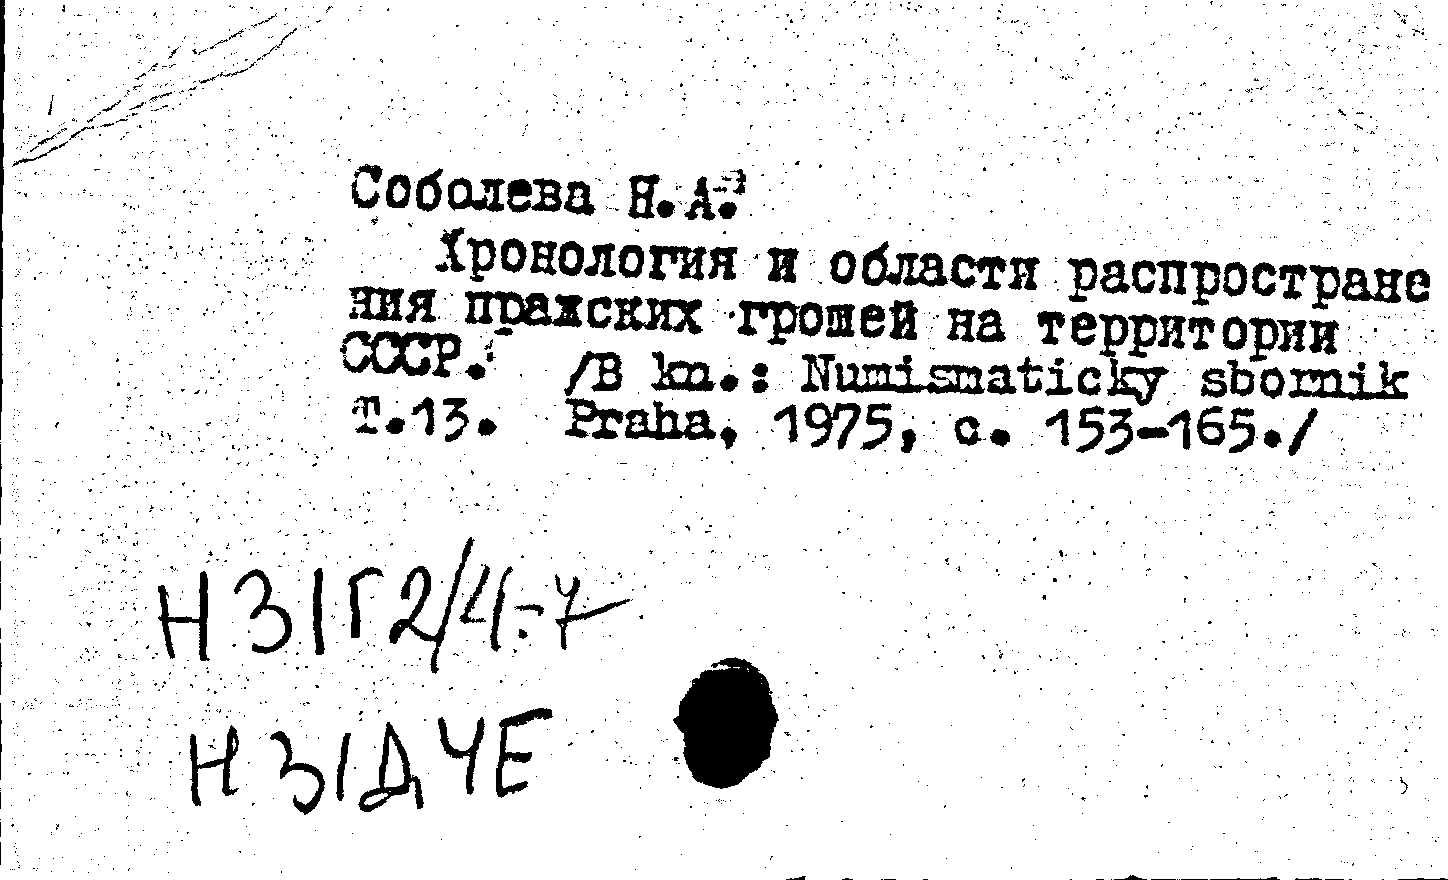 Соболева Н.А.
Хронология и области распростране
ния пражских грошей на территории
СССР. /В kn.: Numismaticky sbornik
т.13. Praha, 1975, с. 153-165./
Н31Г2/4-7
Н31ДЧЕ